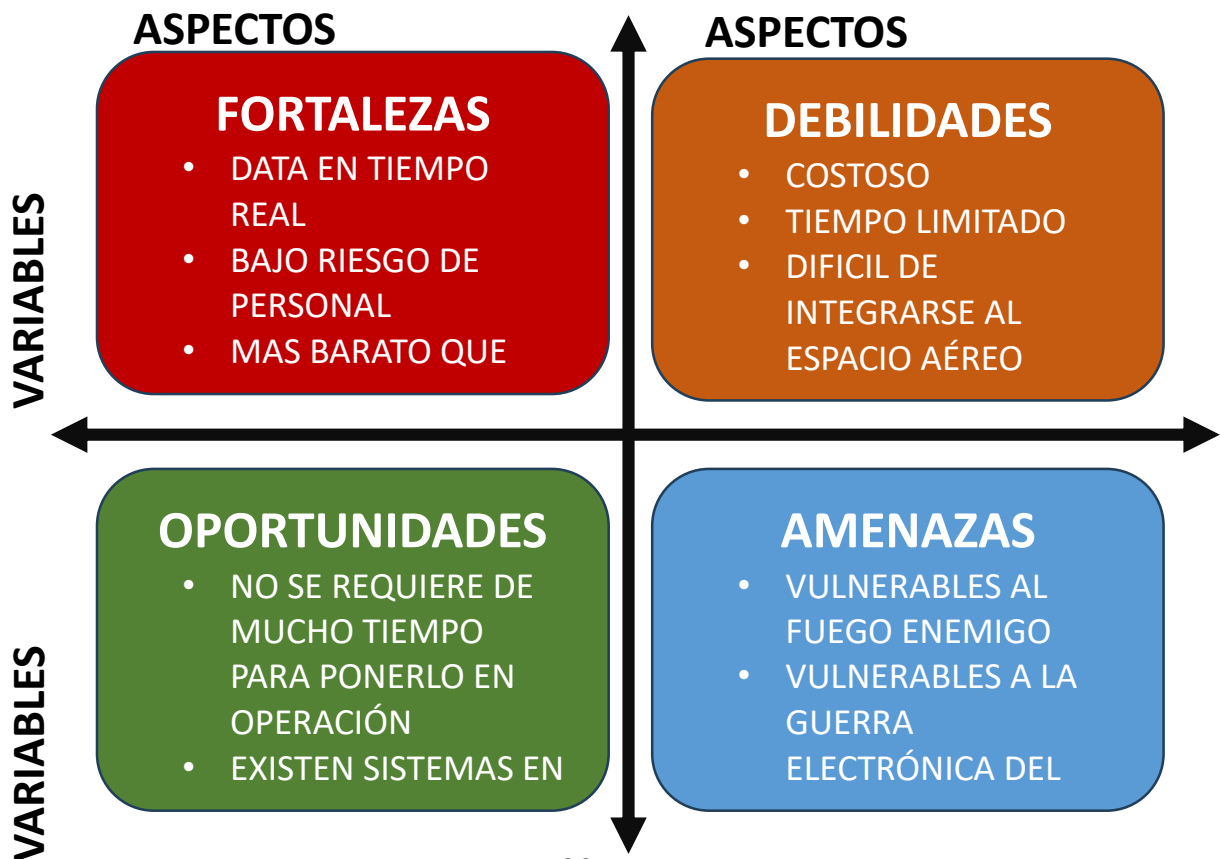 ASPECTOS
FORTALEZAS
• DATA EN TIEMPO
REAL
• BAJO RIESGO DE
PERSONAL
• MAS BARATO QUE
ASPECTOS
DEBILIDADES
• COSTOSO
• TIEMPO LIMITADO
• DIFICIL DE
INTEGRARSE AL
ESPACIO AÉREO
VARIABLES
OPORTUNIDADES
• NO SE REQUIERE DE
MUCHO TIEMPO
PARA PONERLO EN
OPERACIÓN
• EXISTEN SISTEMAS EN
AMENAZAS
• VULNERABLES AL
FUEGO ENEMIGO
• VULNERABLES A LA
GUERRA
ELECTRÓNICA DEL
VARIABLES